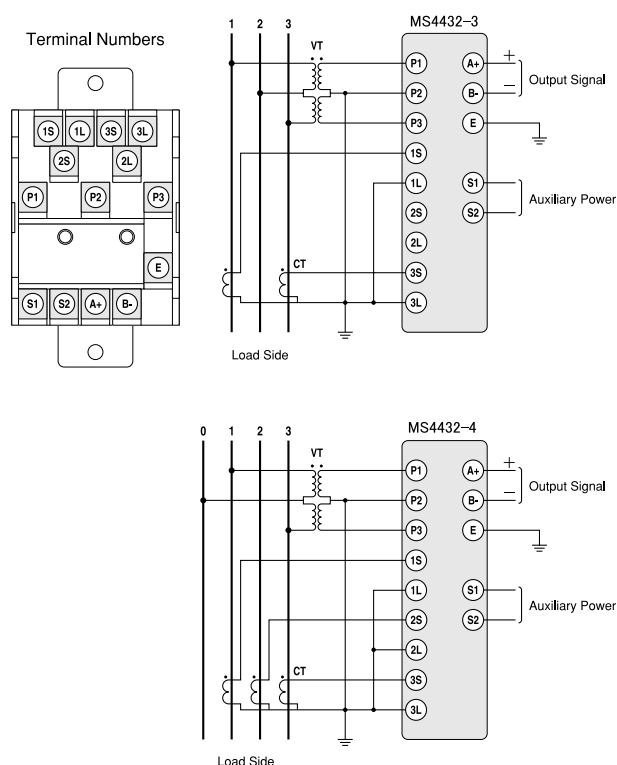 Terminal Numbers
1S 1L 3S 3L
2S 2L
P1 P2 P3
E
S1 S2 A+ B-
1 2 3
MS4432-3
VT
P1 A+ +
Output Signal
P2 B- −
P3 E
1S
1L S1
Auxiliary Power
2S S2
2L
CT
3S
3L
Load Side
0 1 2 3
MS4432-4
VT
P1 A+ +
Output Signal
P2 B- −
P3 E
1S
1L S1
Auxiliary Power
2S S2
2L
CT
3S
3L
Load Side